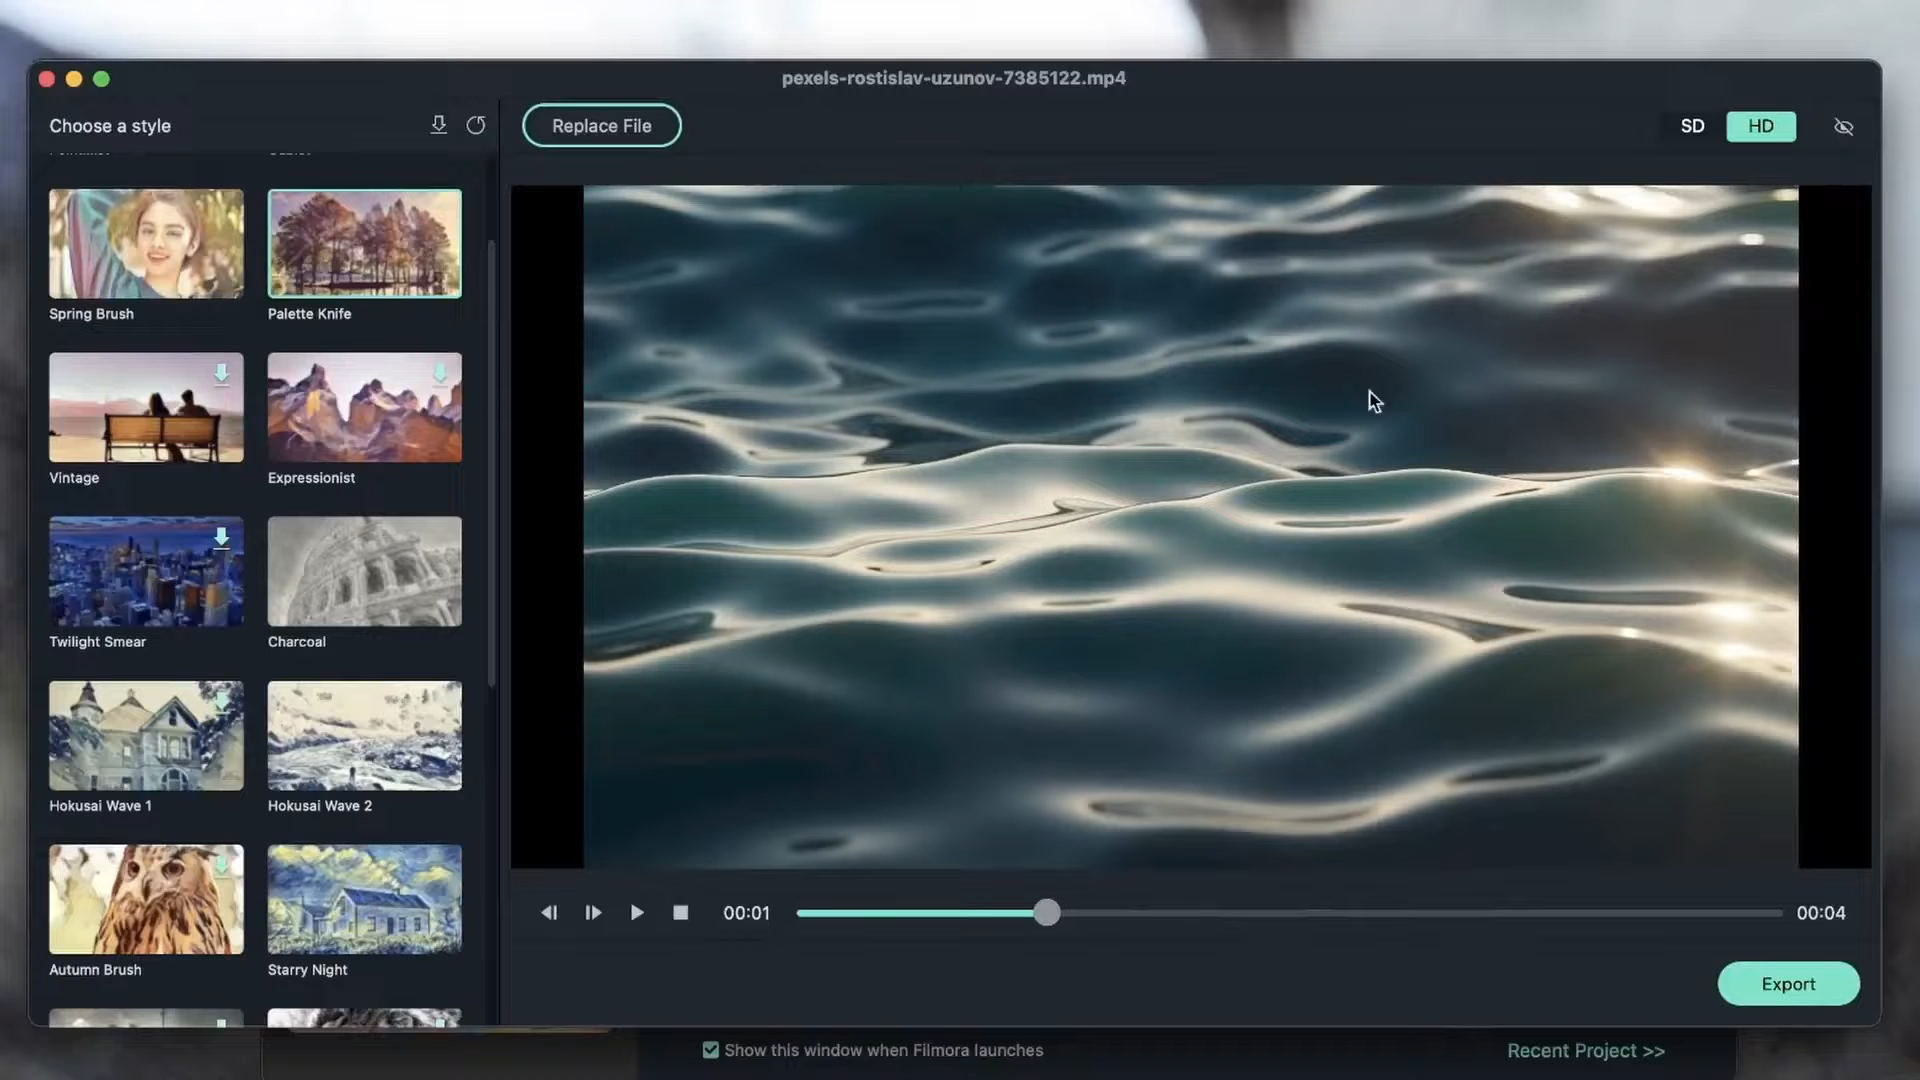 pexels-rostislav-uzunov-7385122.mp4
Choose a style
Replace File
SD
HD
Spring Brush
Palette Knife
Vintage
Expressionist
Twilight Smear
Charcoal
Hokusai Wave 1
Hokusai Wave 2
Autumn Brush
Starry Night
00:01
00:04
Export
Show this window when Filmora launches
Recent Project >>